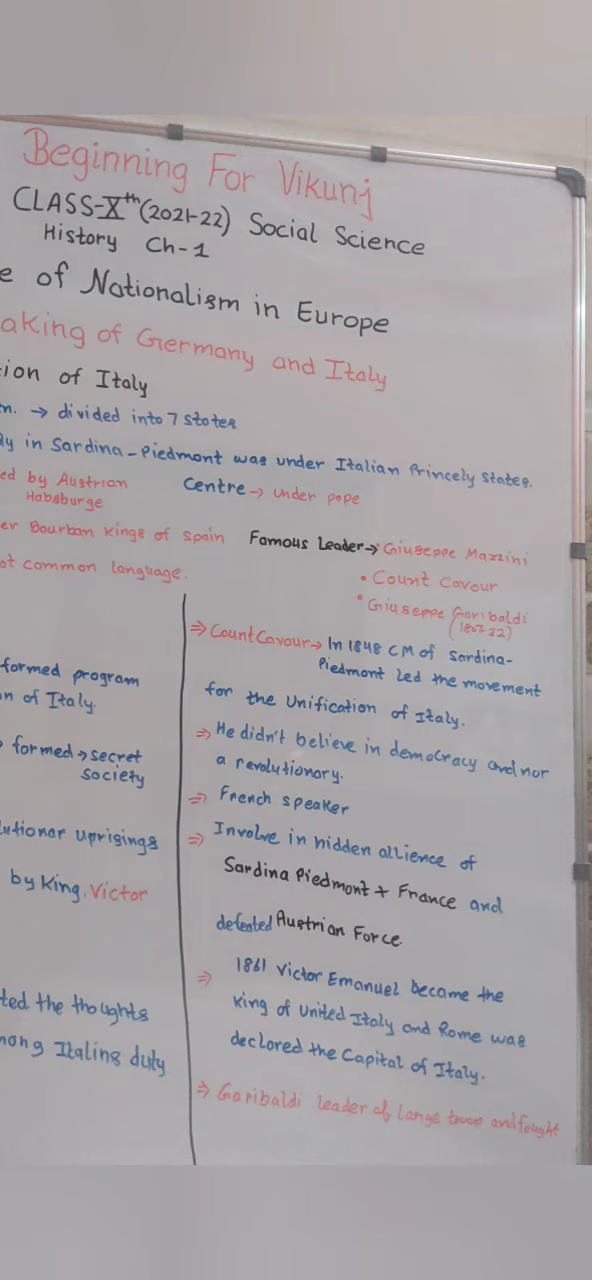 Beginning For Vikunj
CLASS-Xth (2021-22) Social Science
History Ch-1
e of Nationalism in Europe
aking of Germany and Italy
ion of Italy
n. → divided into 7 states
ly in Sardina-Piedmont was under Italian Princely States.
ed by Austrian Habsburge
Centre → under pope
er Bourbon Kings of Spain
Famous Leader → Giuseppe Mazzini
• Count Cavour
• Giuseppe Garibaldi
(1807-22)
ot common language.
formed program
n of Italy.
formed → secret
society
lutionar uprisings
by King. Victor
ted the thoughts
mong Italins duty
⇒ Count Cavour → In 1848 CM of Sardina-
Piedmont Led the movement
for the Unification of Italy.
⇒ He didn't believe in democracy and nor
a revolutionary.
⇒ French speaker
⇒ Involve in hidden allience of
Sardina Piedmont + France and
defeated Austrian Force.
⇒ 1861 Victor Emanuel became the
King of United Italy and Rome was
declared the Capital of Italy.
⇒ Garibaldi leader of Lange troop and fought